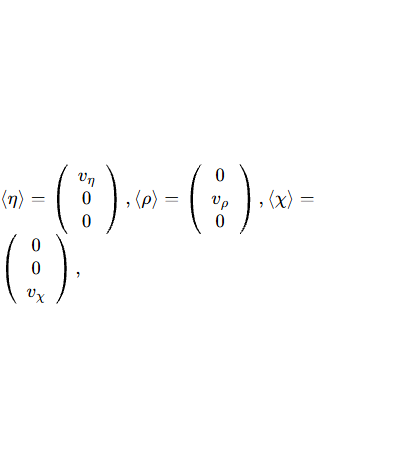 ⟨η⟩ = ( v_η 0 0 ) , ⟨ρ⟩ = ( 0 v_ρ 0 ) , ⟨χ⟩ =
( 0 0 v_χ ) ,